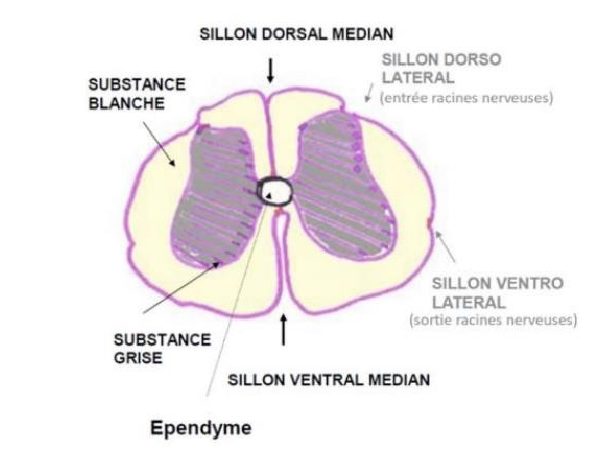 SILLON DORSAL MEDIAN
SILLON DORSO
LATERAL
(entrée racines nerveuses)
SUBSTANCE
BLANCHE
SILLON VENTRO
LATERAL
(sortie racines nerveuses)
SUBSTANCE
GRISE
SILLON VENTRAL MEDIAN
Ependyme